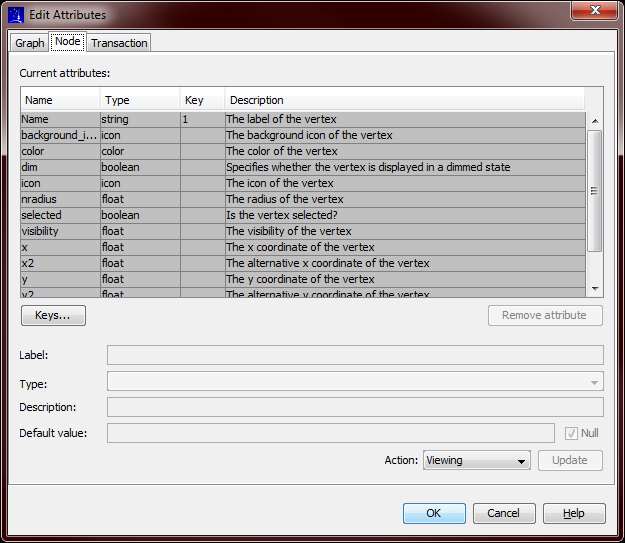 Edit Attributes
Graph Node Transaction
Current attributes:
Name Type Key Description
Name string 1 The label of the vertex
background_i... icon The background icon of the vertex
color color The color of the vertex
dim boolean Specifies whether the vertex is displayed in a dimmed state
icon icon The icon of the vertex
nradius float The radius of the vertex
selected boolean Is the vertex selected?
visibility float The visibility of the vertex
x float The x coordinate of the vertex
x2 float The alternative x coordinate of the vertex
y float The y coordinate of the vertex
y2 float The alternative y coordinate of the vertex
Keys... Remove attribute
Label:
Type:
Description:
Default value: Null
Action: Viewing Update
OK Cancel Help